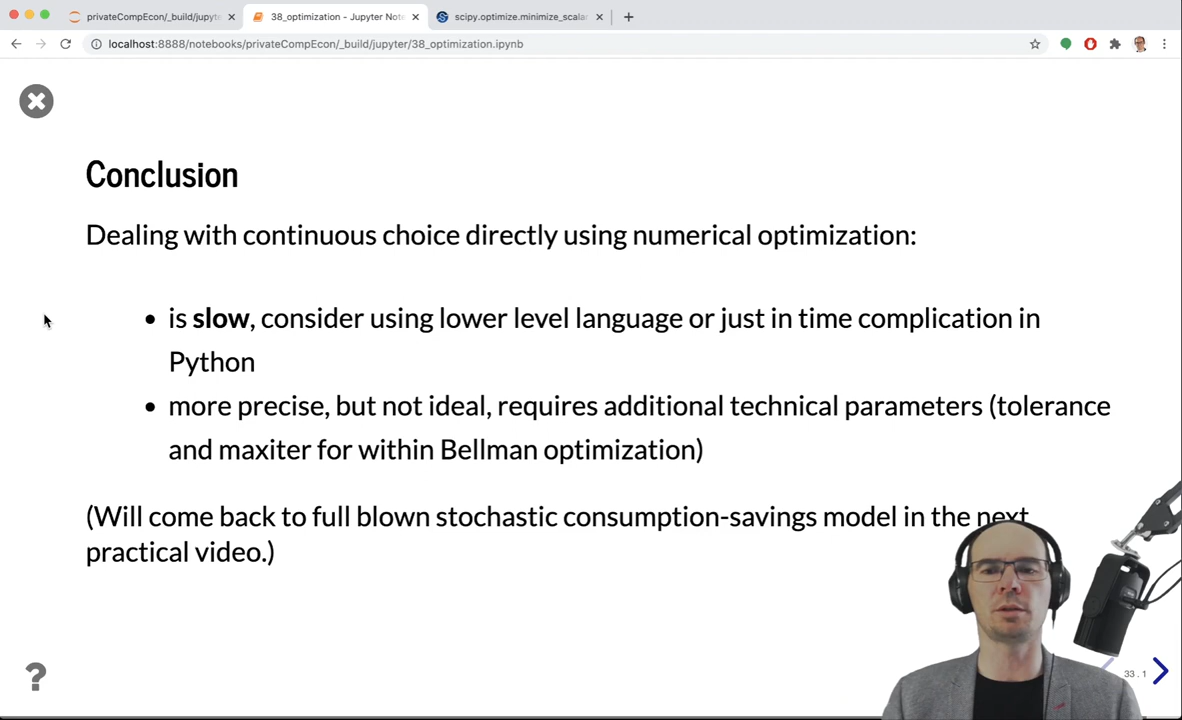 privateCompEcon/_build/jupyt
38_optimization - Jupyter Not
scipy.optimize.minimize_scala
localhost:8888/notebooks/privateCompEcon/_build/jupyter/38_optimization.ipynb
Conclusion
Dealing with continuous choice directly using numerical optimization:
• is slow, consider using lower level language or just in time complication in
Python
• more precise, but not ideal, requires additional technical parameters (tolerance
and maxiter for within Bellman optimization)
(Will come back to full blown stochastic consumption-savings model in the next
practical video.)
?
33.1